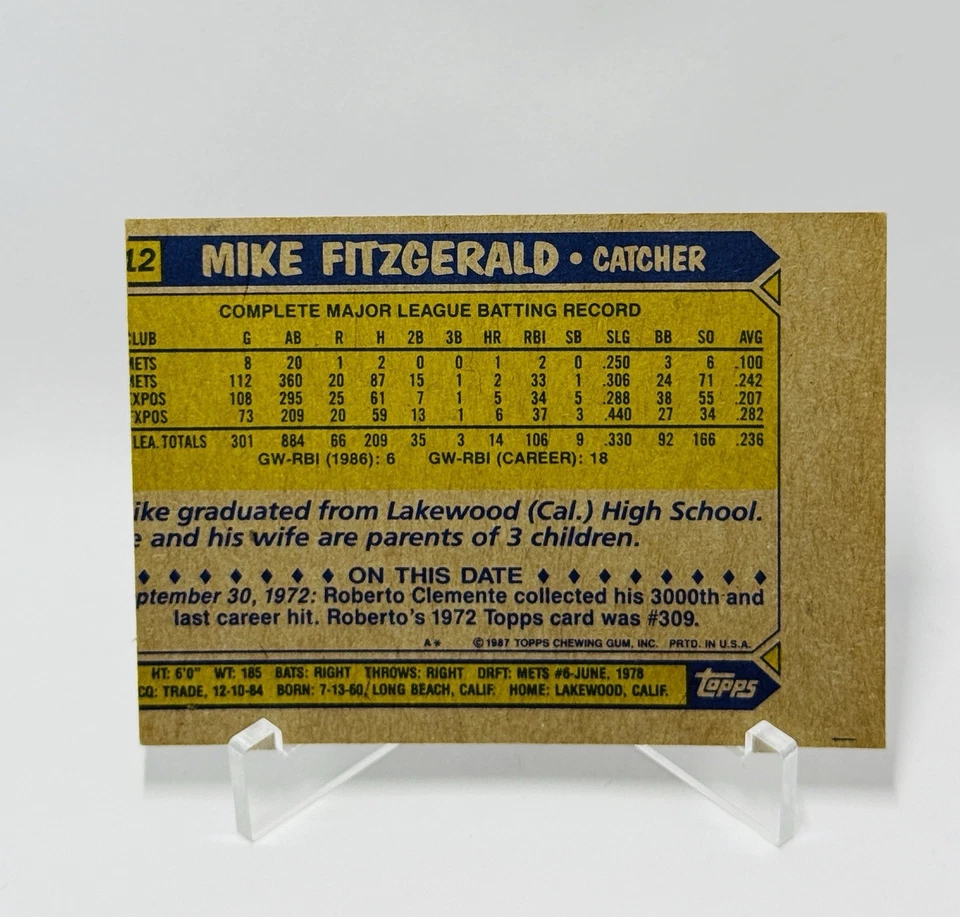 12 MIKE FITZGERALD • CATCHER
COMPLETE MAJOR LEAGUE BATTING RECORD
LUB G AB R H 2B 3B HR RBI SB SLG BB SO AVG
METS 8 20 1 2 0 0 1 2 0 .250 3 6 .100
METS 112 360 20 87 15 1 2 33 1 .306 24 71 .242
XPOS 108 295 25 61 7 1 5 34 5 .288 38 55 .207
XPOS 73 209 20 59 13 1 6 37 3 .440 27 34 .282
LEA. TOTALS 301 884 66 209 35 3 14 106 9 .330 92 166 .236
GW-RBI (1986): 6 GW-RBI (CAREER): 18
ike graduated from Lakewood (Cal.) High School.
e and his wife are parents of 3 children.
♦ ♦ ♦ ♦ ♦ ♦ ♦ ♦ ON THIS DATE ♦ ♦ ♦ ♦ ♦ ♦ ♦ ♦ ♦
ptember 30, 1972: Roberto Clemente collected his 3000th and
last career hit. Roberto's 1972 Topps card was #309.
A* ©1987 TOPPS CHEWING GUM, INC. PRTD. IN U.S.A.
HT: 6'0" WT: 185 BATS: RIGHT THROWS: RIGHT DRFT: METS #6-JUNE, 1978
CQ: TRADE, 12-10-84 BORN: 7-13-60, LONG BEACH, CALIF. HOME: LAKEWOOD, CALIF.
topps